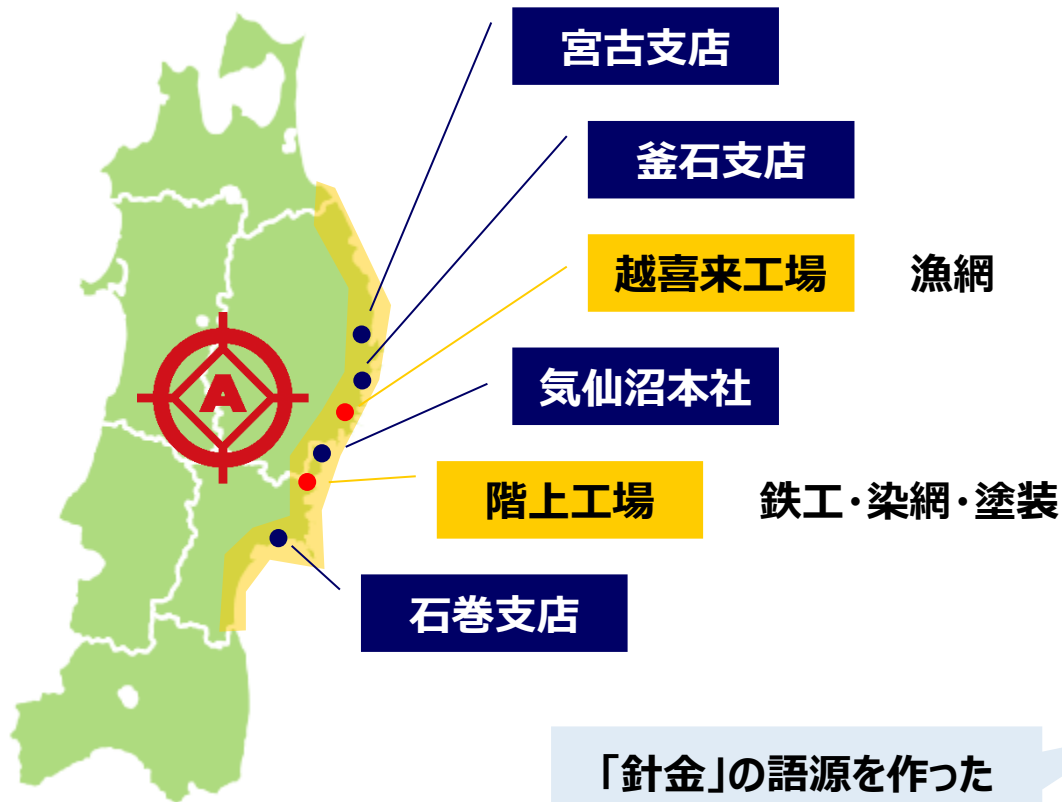 宮古支店
釜石支店
越喜来工場 漁網
気仙沼本社
A
階上工場 鉄工・染網・塗装
石巻支店
「針金」の語源を作った